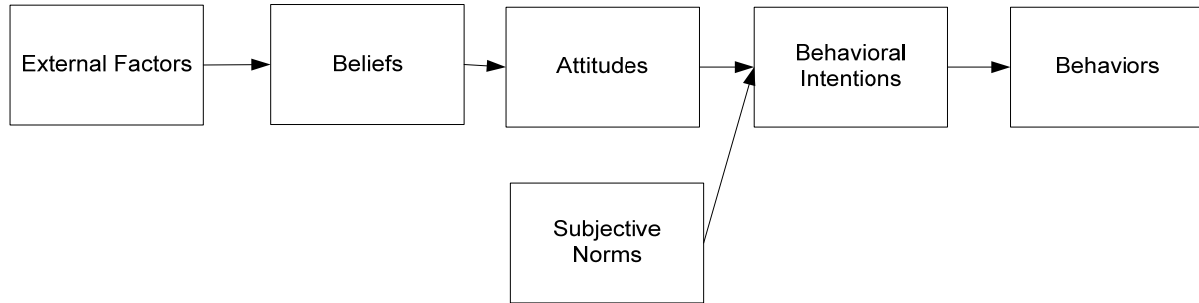 External Factors
Beliefs
Attitudes
Behavioral
Intentions
Behaviors
Subjective
Norms